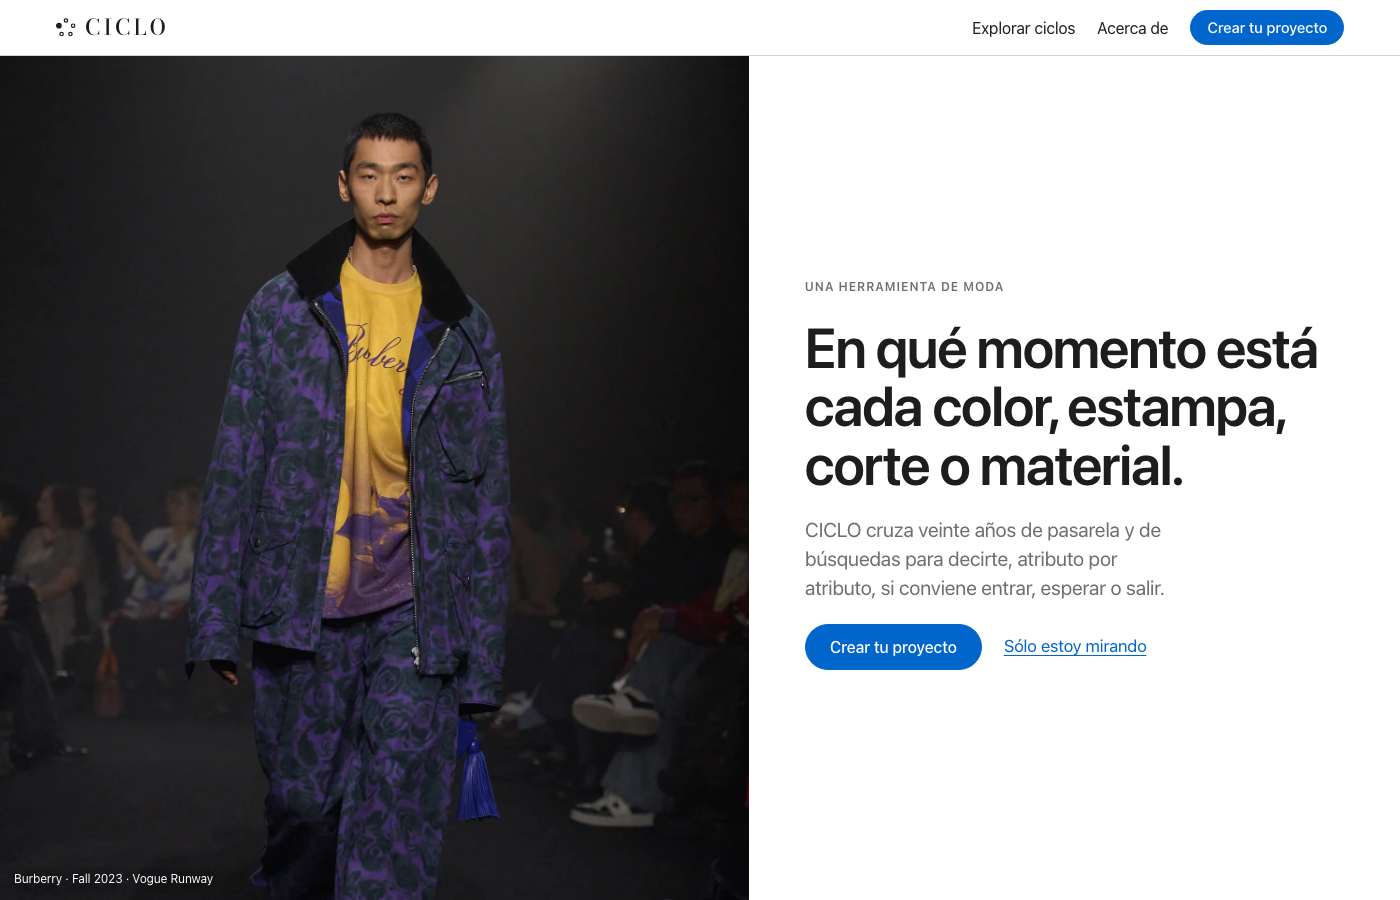 CICLO
Explorar ciclos
Acerca de
Crear tu proyecto
UNA HERRAMIENTA DE MODA
En qué momento está
cada color, estampa,
corte o material.
CICLO cruza veinte años de pasarela y de
búsquedas para decirte, atributo por
atributo, si conviene entrar, esperar o salir.
Crear tu proyecto
Sólo estoy mirando
Burberry · Fall 2023 · Vogue Runway